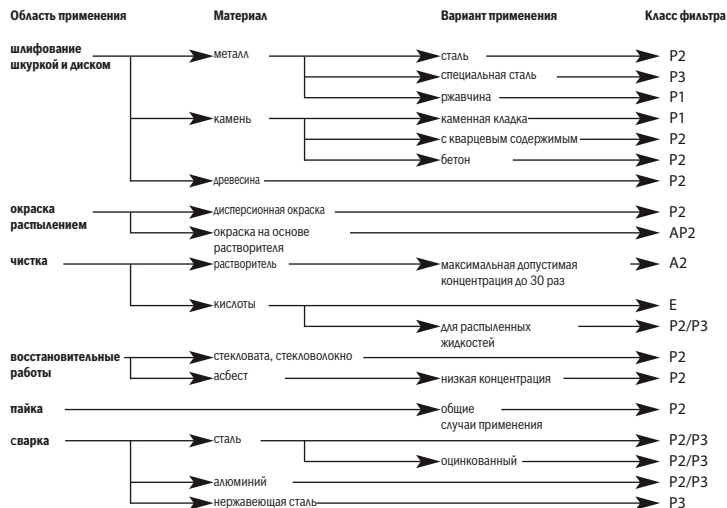 Область применения Материал Вариант применения Класс фильтра
шлифование
шкуркой и диском
металл сталь P2
специальная сталь P3
ржавчина P1
камень каменная кладка P1
с кварцевым содержимым P2
бетон P2
древесина P2
окраска
распылением
дисперсионная окраска P2
окраска на основе
растворителя
AP2
чистка растворитель максимальная допустимая
концентрация до 30 раз
A2
кислоты E
для распыленных
жидкостей
P2/P3
восстановительные
работы
стекловата, стекловолокно P2
асбест низкая концентрация P2
пайка общие
случаи применения
P2
сварка сталь P2/P3
оцинкованный P2/P3
алюминий P2/P3
нержавеющая сталь P3